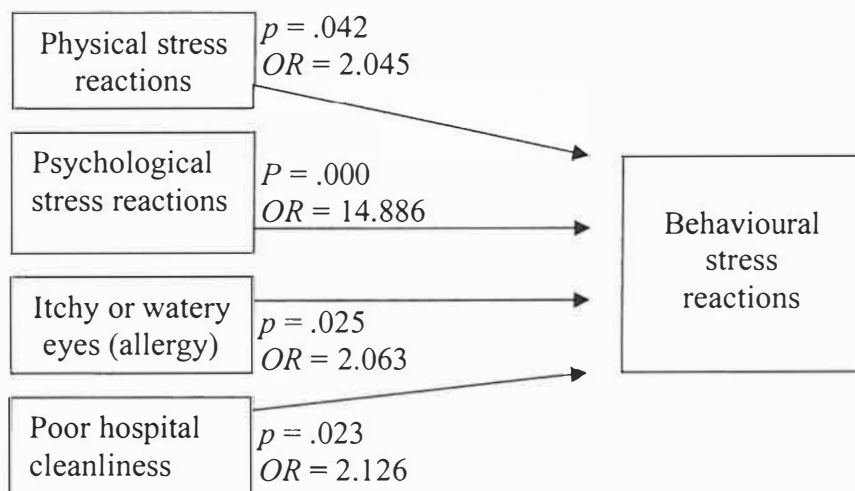 Physical stress
reactions
p = .042
OR = 2.045
Psychological
stress reactions
P = .000
OR = 14.886
Itchy or watery
eyes (allergy)
p = .025
OR = 2.063
Poor hospital
cleanliness
p = .023
OR = 2.126
Behavioural
stress
reactions